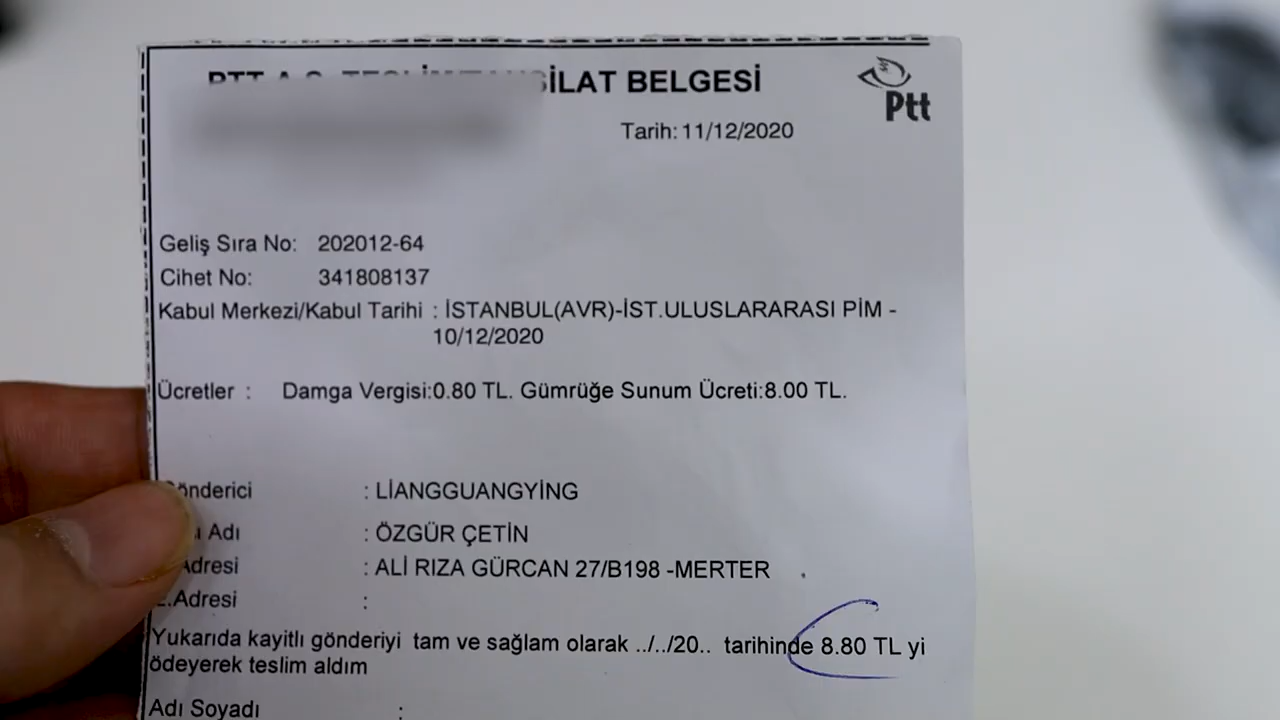 BELGESİ
Ptt
Tarih: 11/12/2020
Geliş Sıra No: 202012-64
Cihet No: 341808137
Kabul Merkezi/Kabul Tarihi : İSTANBUL(AVR)-İST.ULUSLARARASI PİM -
10/12/2020
Ücretler : Damga Vergisi:0.80 TL. Gümrüğe Sunum Ücreti:8.00 TL.
: LİANGGUANGYİNG
Adı : ÖZGÜR ÇETİN
Adresi : ALİ RIZA GÜRCAN 27/B198 -MERTER
.Adresi :
Yukarıda kayıtlı gönderiyi tam ve sağlam olarak ../../20.. tarihinde 8.80 TL yi
ödeyerek teslim aldım
Adı Soyadı :